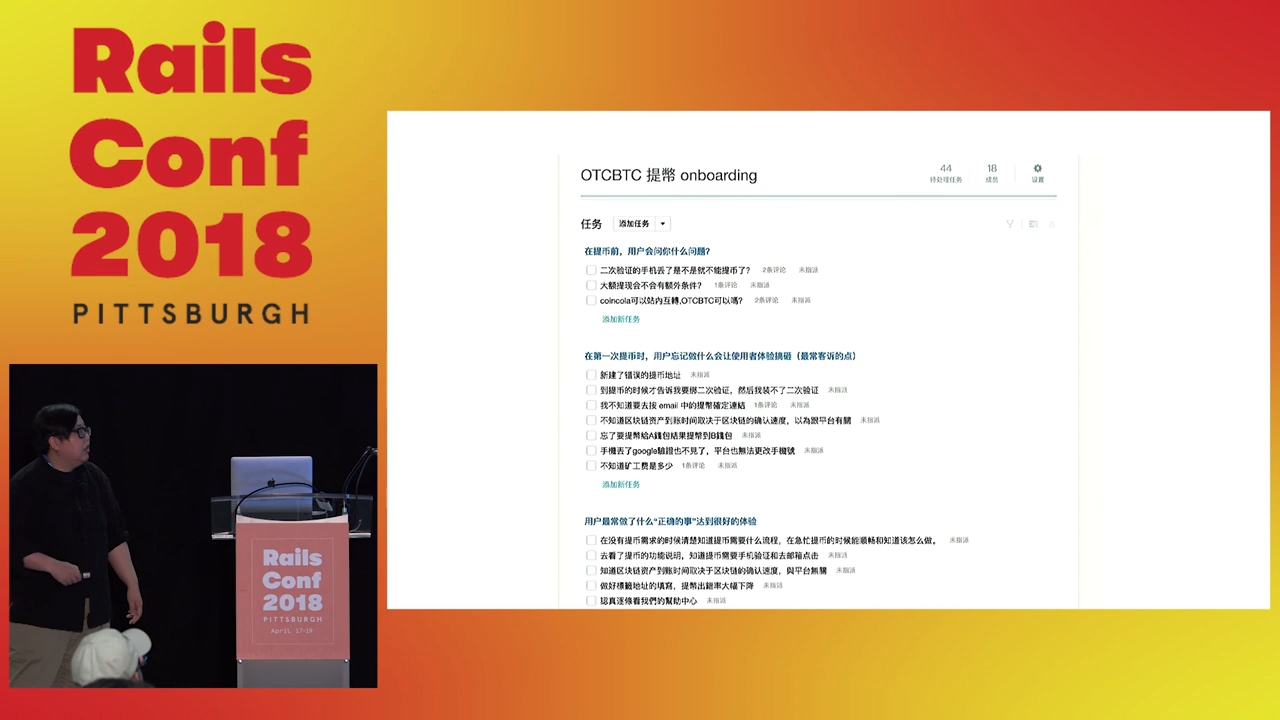 Rails
Conf
2018
PITTSBURGH
OTCBTC 提幣 onboarding
44
待处理任务
18
成员
设置
任务
添加任务
在提币前，用户会问你什么问题？
二次验证的手机丢了是不是就不能提币了？ 2条评论 未指派
大额提现会不会有额外条件？ 1条评论 未指派
coincola可以站内互轉,OTCBTC可以嗎？ 2条评论 未指派
添加新任务
在第一次提币时，用户忘记做什么会让使用者体验搞砸（最常客诉的点）
新建了错误的提币地址 未指派
到提币的时候才告诉我要绑二次验证，然后我装不了二次验证 未指派
我不知道要去按 email 中的提幣確定連結 1条评论 未指派
不知道区块链资产到账时间取决于区块链的确认速度，以為跟平台有關 未指派
忘了要提幣給A錢包結果提幣到B錢包 未指派
手機丟了google驗證也不見了，平台也無法更改手機號 未指派
不知道矿工费是多少 1条评论 未指派
添加新任务
用户最常做了什么“正确的事”达到很好的体验
在没有提币需求的时候清楚知道提币需要什么流程，在急忙提币的时候能顺畅和知道该怎么做。 未指派
去看了提币的功能说明，知道提币需要手机验证和去邮箱点击 未指派
知道区块链资产到账时间取决于区块链的确认速度，與平台無關 未指派
做好標籤地址的填寫，提幣出錯率大幅下降 未指派
認真逐條看我們的幫助中心 未指派
Rails
Conf
2018
PITTSBURGH
April 17-19